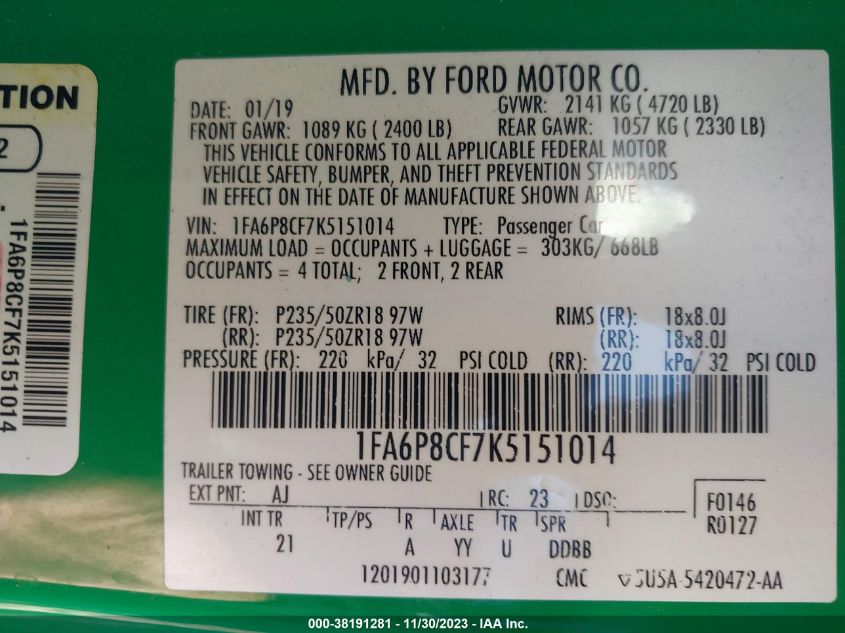 TION
2
1FA6P8CF7K5151014
MFD. BY FORD MOTOR CO.
DATE: 01/19 GVWR: 2141 KG ( 4720 LB)
FRONT GAWR: 1089 KG ( 2400 LB) REAR GAWR: 1057 KG ( 2330 LB)
THIS VEHICLE CONFORMS TO ALL APPLICABLE FEDERAL MOTOR
VEHICLE SAFETY, BUMPER, AND THEFT PREVENTION STANDARDS
IN EFFECT ON THE DATE OF MANUFACTURE SHOWN ABOVE.
VIN: 1FA6P8CF7K5151014 TYPE: Passenger Car
MAXIMUM LOAD = OCCUPANTS + LUGGAGE = 303KG/ 668LB
OCCUPANTS = 4 TOTAL; 2 FRONT, 2 REAR
TIRE (FR): P235/50ZR18 97W RIMS (FR): 18x8.0J
(RR): P235/50ZR18 97W (RR): 18x8.0J
PRESSURE (FR): 220 kPa/ 32 PSI COLD (RR): 220 kPa/ 32 PSI COLD
1FA6P8CF7K5151014
TRAILER TOWING - SEE OWNER GUIDE
EXT PNT: AJ RC: 23 DSO: F0146
INT TR TP/PS R AXLE TR SPR R0127
21 A YY U DDBB
1201901103177 CMC 5U5A-5420472-AA
000-38191281 - 11/30/2023 - IAA Inc.